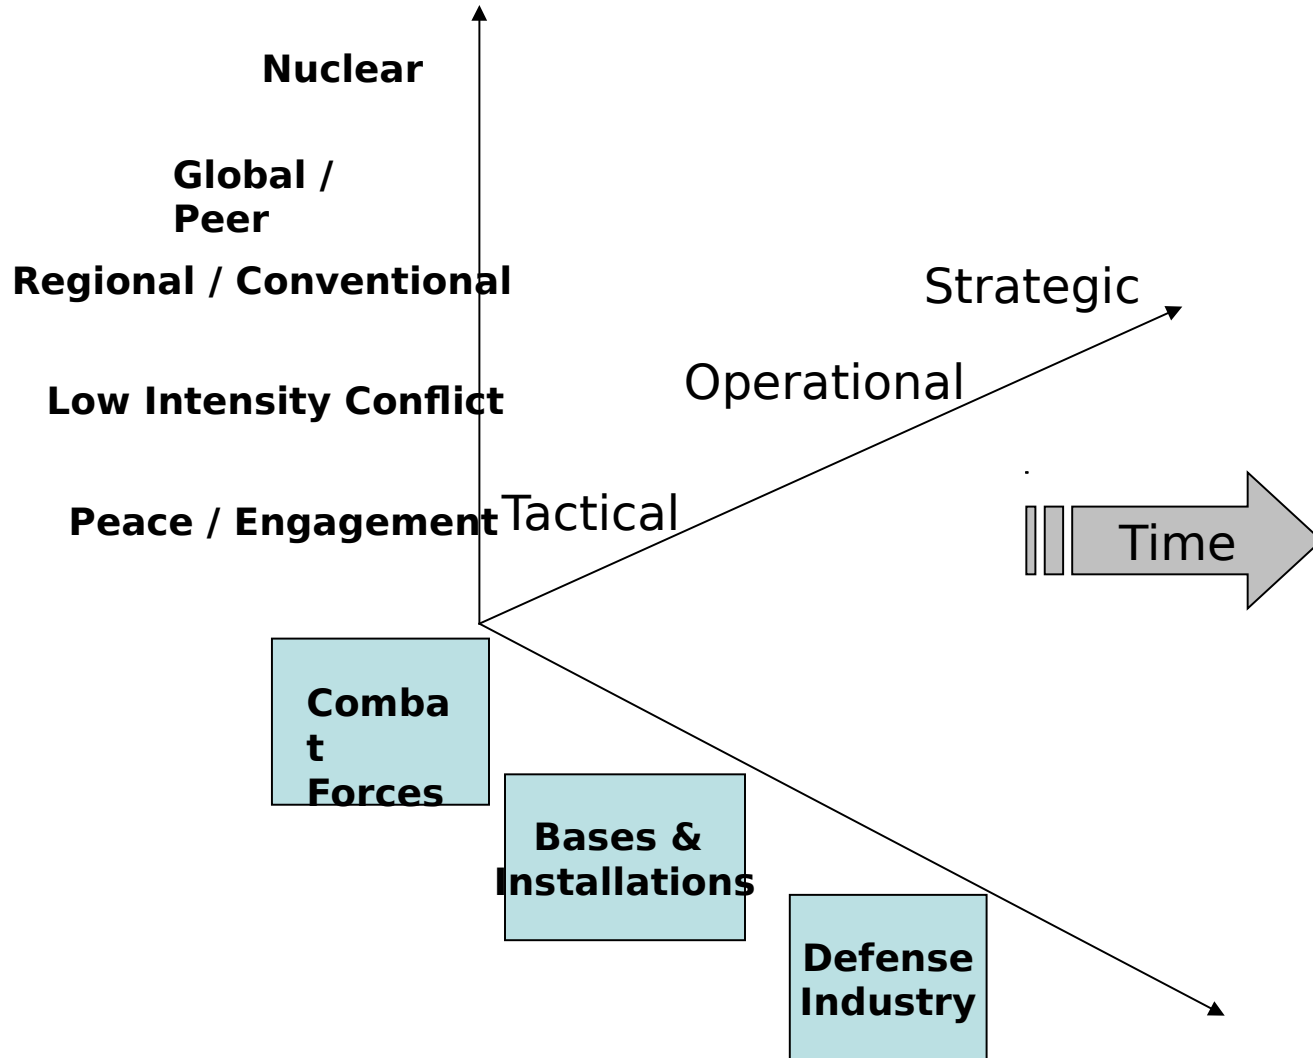 Nuclear
Global /
Peer
Regional / Conventional
Strategic
Operational
Low Intensity Conflict
Tactical
Peace / Engagement
Time
Comba
t
Forces
Bases &
Installations
Defense
Industry